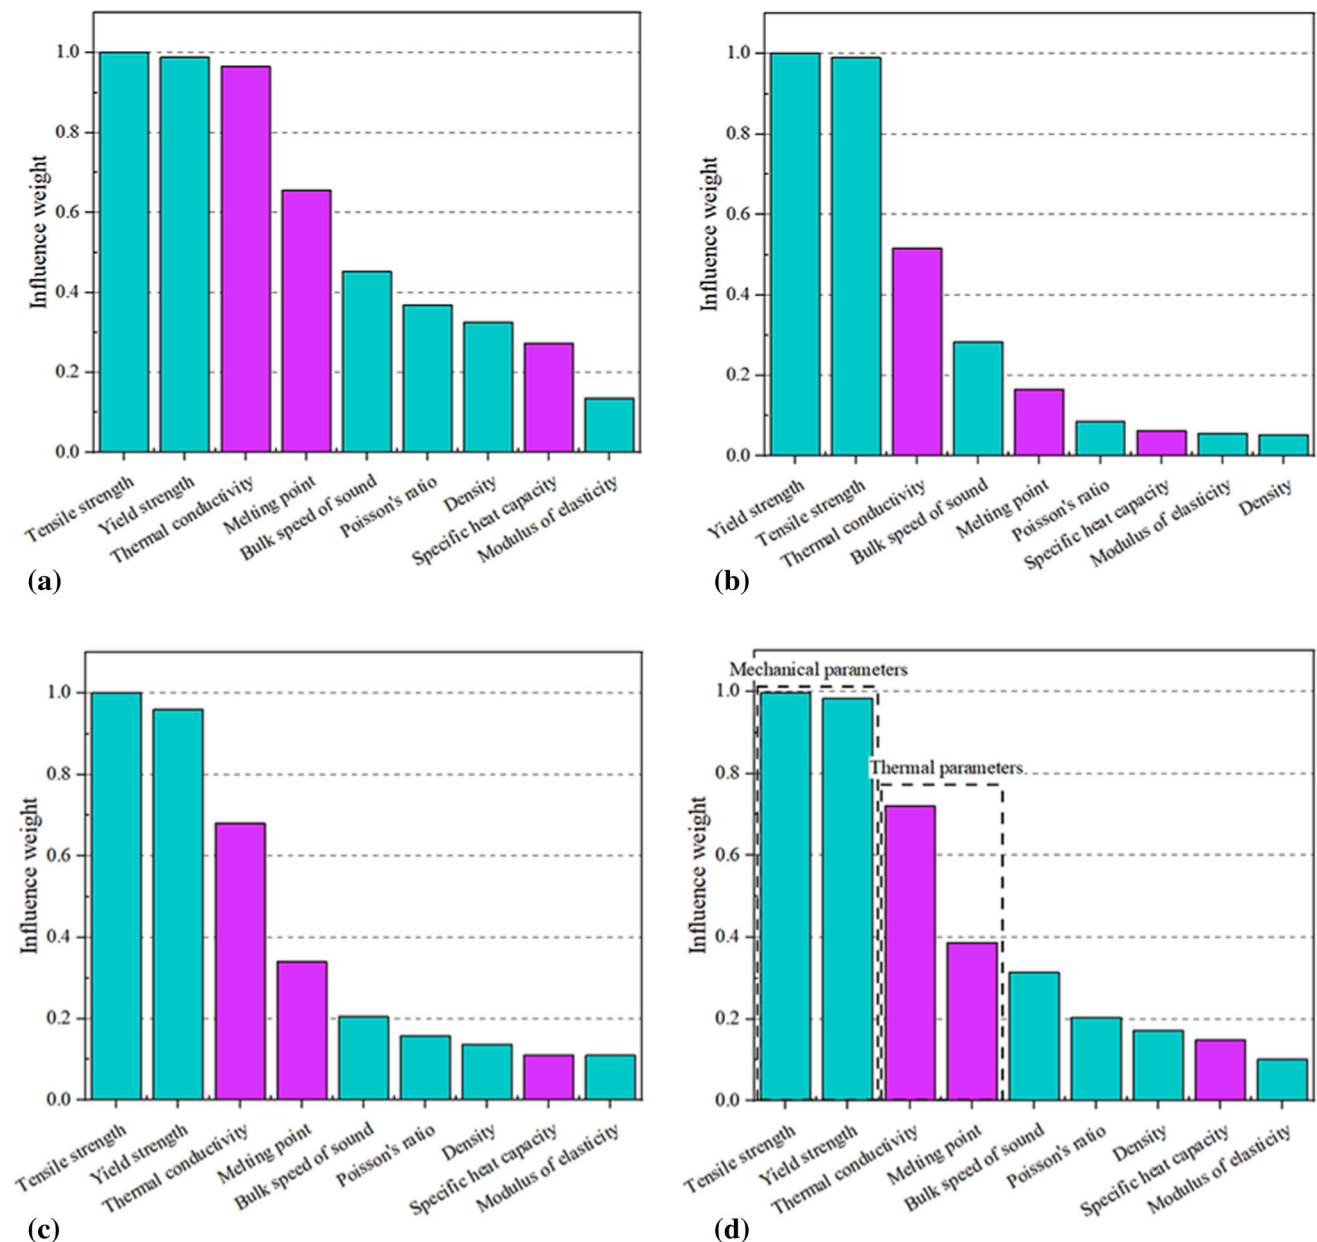 1.0
0.8
0.6
0.4
0.2
0.0
Influence weight
Tensile strength
Yield strength
Thermal conductivity
Melting point
Bulk speed of sound
Poisson's ratio
Density
Specific heat capacity
Modulus of elasticity
(a)
1.0
0.8
0.6
0.4
0.2
0.0
Influence weight
Yield strength
Tensile strength
Thermal conductivity
Bulk speed of sound
Melting point
Poisson's ratio
Specific heat capacity
Modulus of elasticity
Density
(b)
1.0
0.8
0.6
0.4
0.2
0.0
Influence weight
Tensile strength
Yield strength
Thermal conductivity
Melting point
Bulk speed of sound
Poisson's ratio
Density
Specific heat capacity
Modulus of elasticity
(c)
Mechanical parameters
Thermal parameters
1.0
0.8
0.6
0.4
0.2
0.0
Influence weight
Tensile strength
Yield strength
Thermal conductivity
Melting point
Bulk speed of sound
Poisson's ratio
Density
Specific heat capacity
Modulus of elasticity
(d)